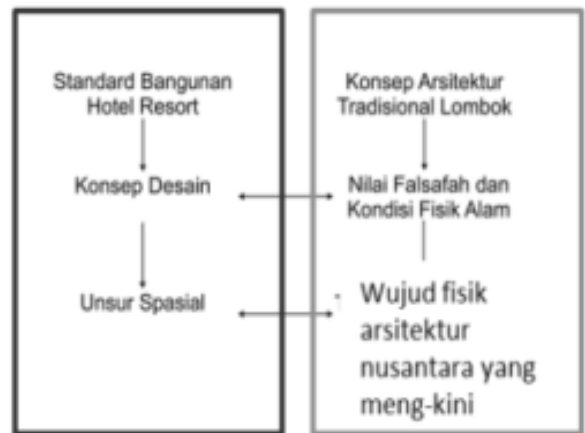 Standard Bangunan
Hotel Resort
Konsep Desain
Unsur Spasial
Konsep Arsitektur
Tradisional Lombok
Nilai Falsafah dan
Kondisi Fisik Alam
Wujud fisik
arsitektur
nusantara yang
meng-kini